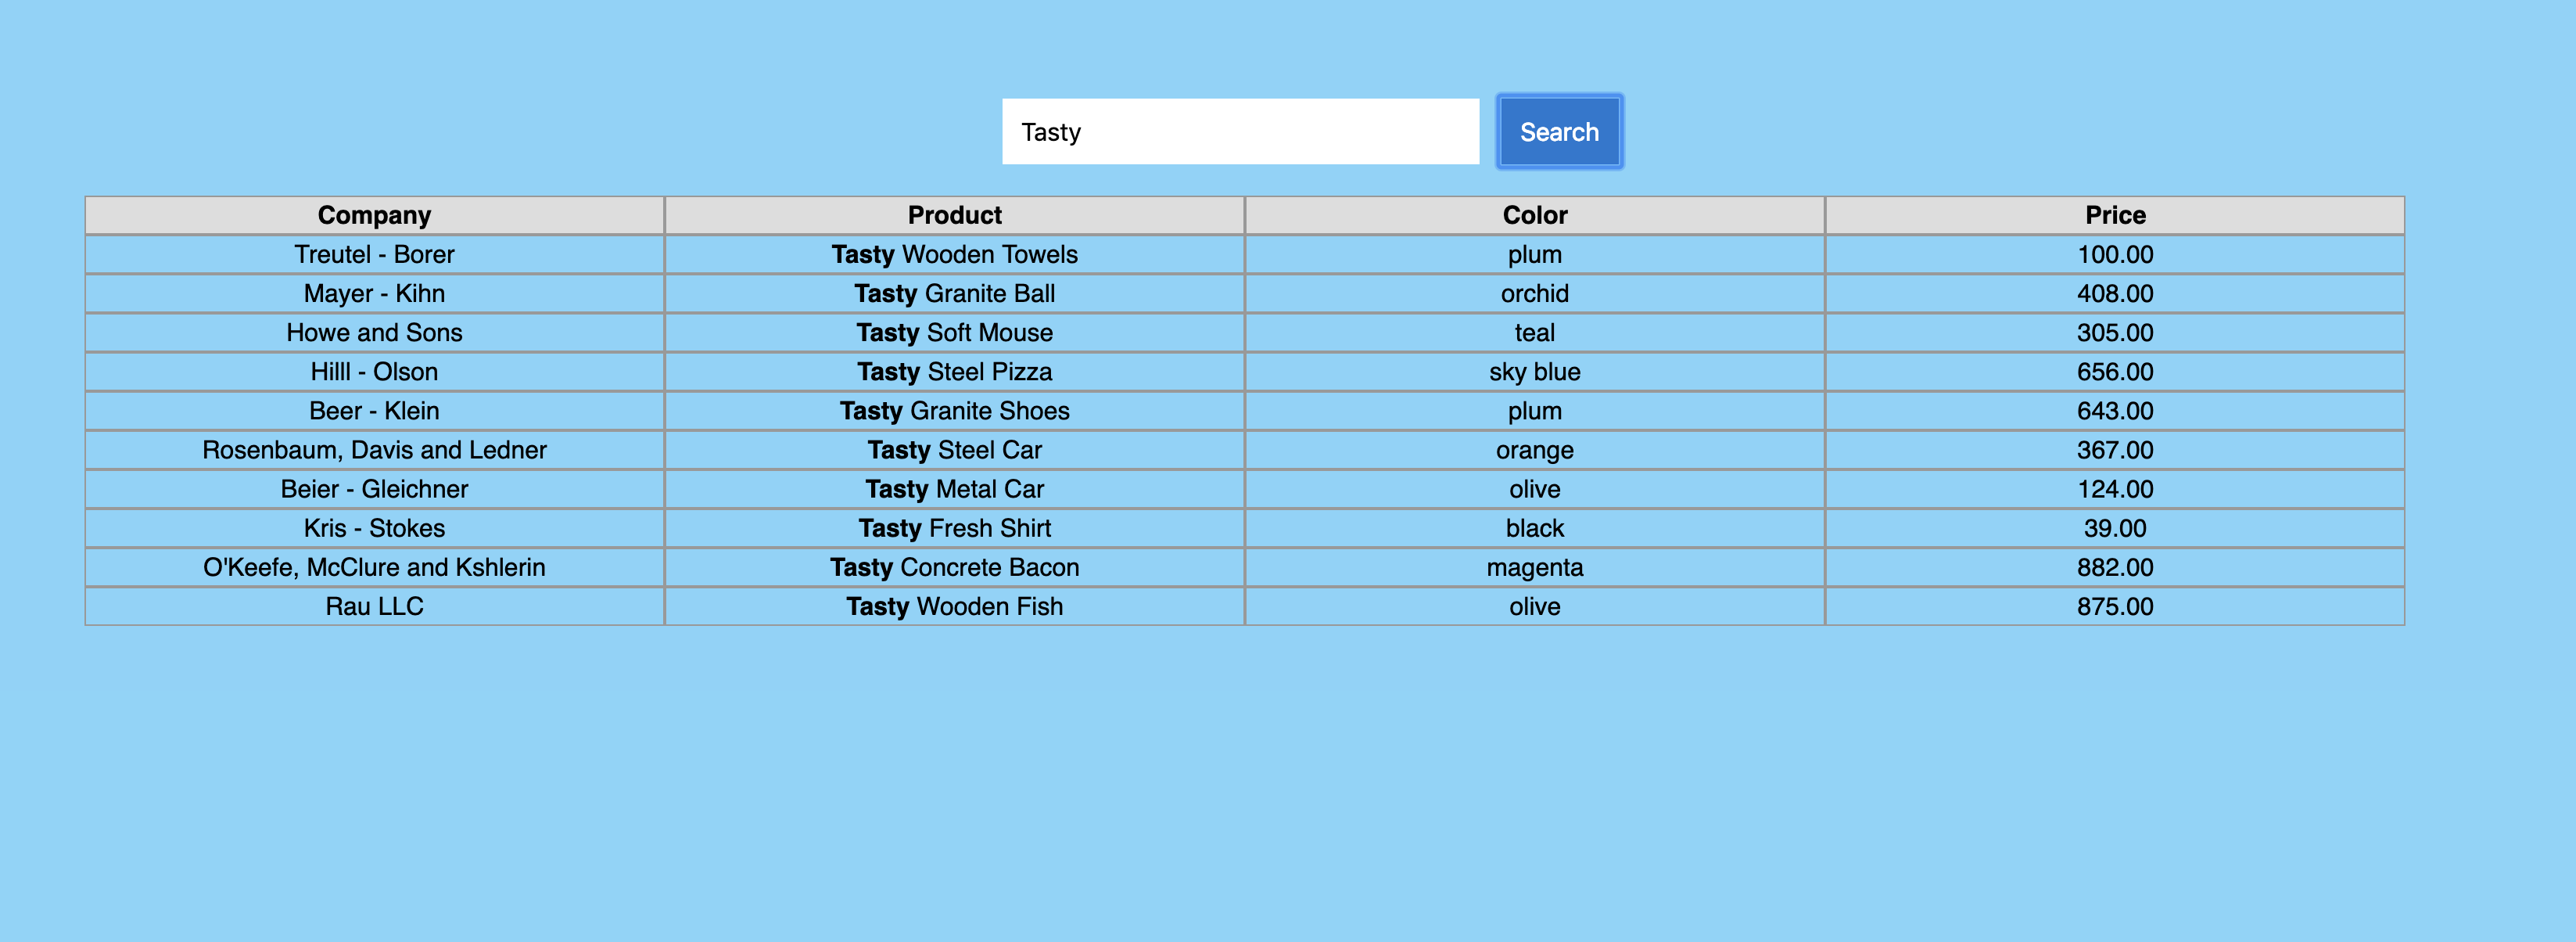 Tasty Search
Company Product Color Price
Treutel - Borer Tasty Wooden Towels plum 100.00
Mayer - Kihn Tasty Granite Ball orchid 408.00
Howe and Sons Tasty Soft Mouse teal 305.00
Hilll - Olson Tasty Steel Pizza sky blue 656.00
Beer - Klein Tasty Granite Shoes plum 643.00
Rosenbaum, Davis and Ledner Tasty Steel Car orange 367.00
Beier - Gleichner Tasty Metal Car olive 124.00
Kris - Stokes Tasty Fresh Shirt black 39.00
O'Keefe, McClure and Kshlerin Tasty Concrete Bacon magenta 882.00
Rau LLC Tasty Wooden Fish olive 875.00